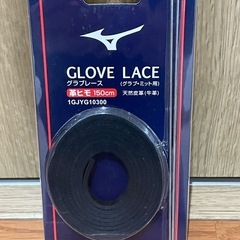 GLOVE LACE
グラブレース
(グラブ・ミット用)
革ヒモ 150cm
天然皮革(牛革)
1GJYG10300